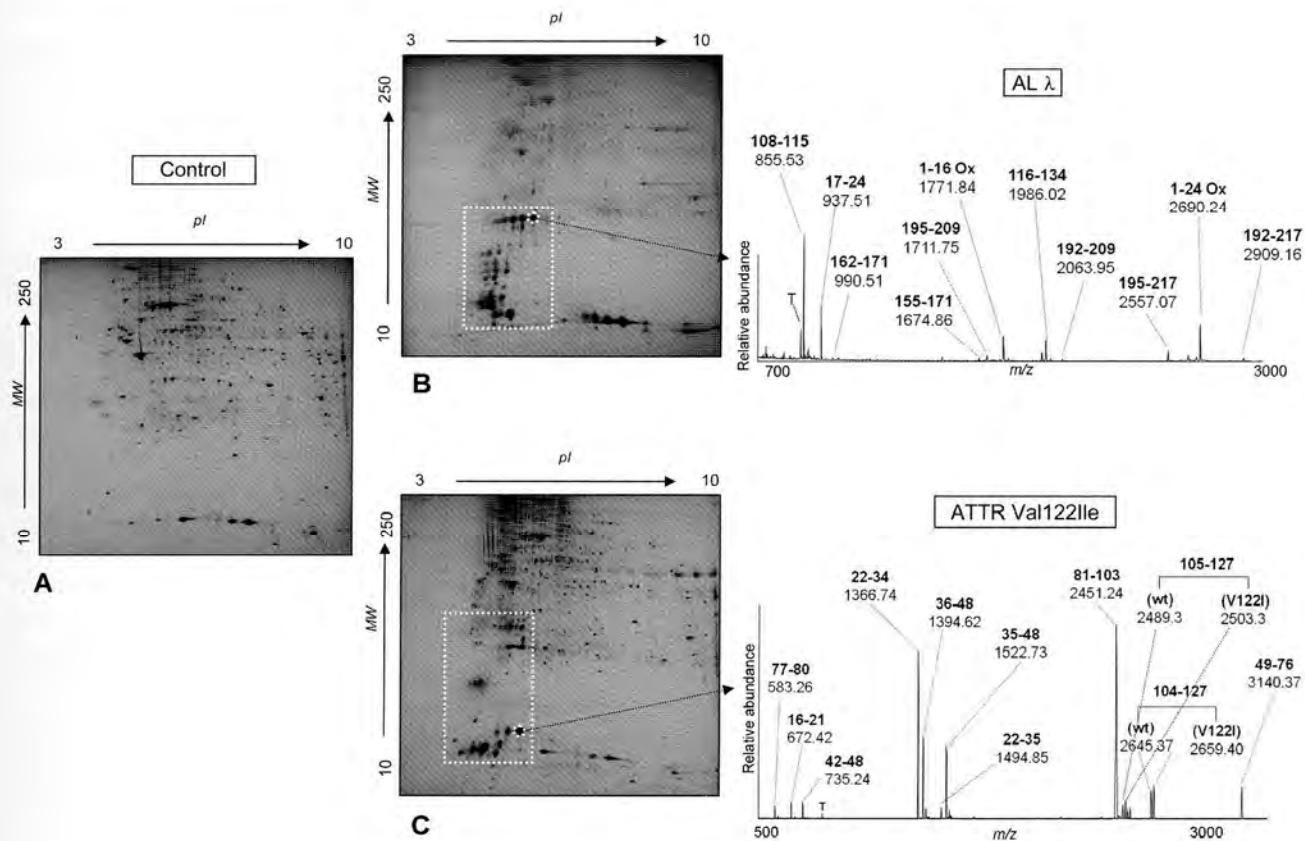 Control
pI
3
10
MW
250
10
A
pI
3
10
MW
250
10
B
AL λ
108-115
855.53
17-24
937.51
162-171
990.51
1-16 Ox
1771.84
195-209
1711.75
155-171
1674.86
116-134
1986.02
192-209
2063.95
195-217
2557.07
1-24 Ox
2690.24
192-217
2909.16
T
Relative abundance
700
m/z
3000
pI
3
10
MW
250
10
C
ATTR Val122Ile
77-80
583.26
16-21
672.42
42-48
735.24
T
22-34
1366.74
36-48
1394.62
35-48
1522.73
22-35
1494.85
81-103
2451.24
105-127
(wt)
2489.3
(V122I)
2503.3
104-127
(wt)
2645.37
(V122I)
2659.40
49-76
3140.37
Relative abundance
500
m/z
3000